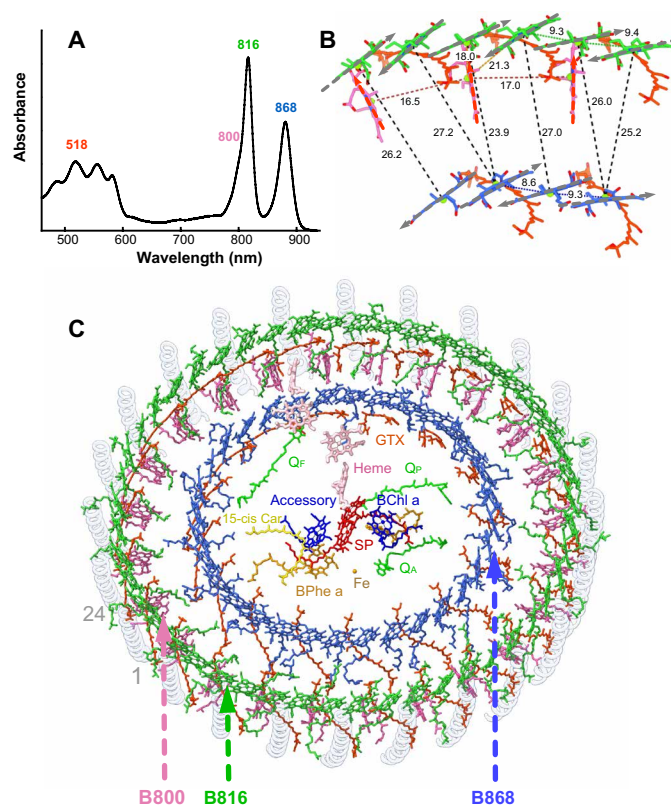 A
816
868
800
518
Absorbance
500 600 700 800 900
Wavelength (nm)
B
9.3
9.4
18.0
21.3
17.0
16.5
26.0
27.2
23.9
27.0
25.2
26.2
8.6
9.3
C
GTX
QF
Heme
QP
Accessory
BChl a
15-cis Car
SP
QA
BPhe a
Fe
24
1
B800
B816
B868